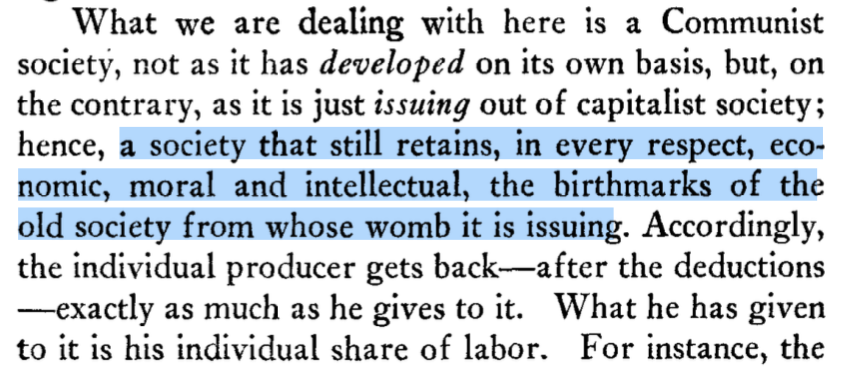 What we are dealing with here is a Communist
society, not as it has developed on its own basis, but, on
the contrary, as it is just issuing out of capitalist society;
hence, a society that still retains, in every respect, eco-
nomic, moral and intellectual, the birthmarks of the
old society from whose womb it is issuing. Accordingly,
the individual producer gets back—after the deductions
—exactly as much as he gives to it. What he has given
to it is his individual share of labor. For instance, the